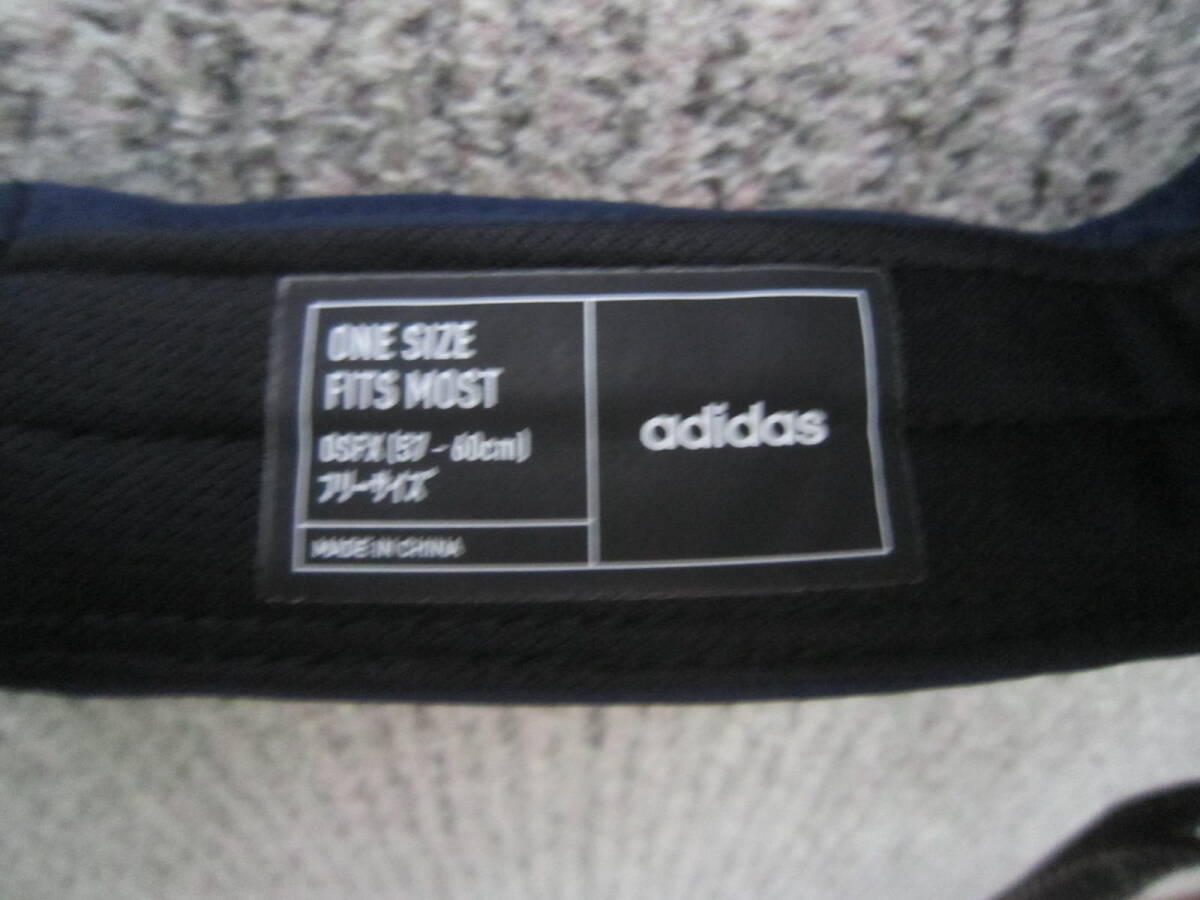 ONE SIZE
FITS MOST
OSFX (57 - 60cm)
フリーサイズ
MADE IN CHINA
adidas